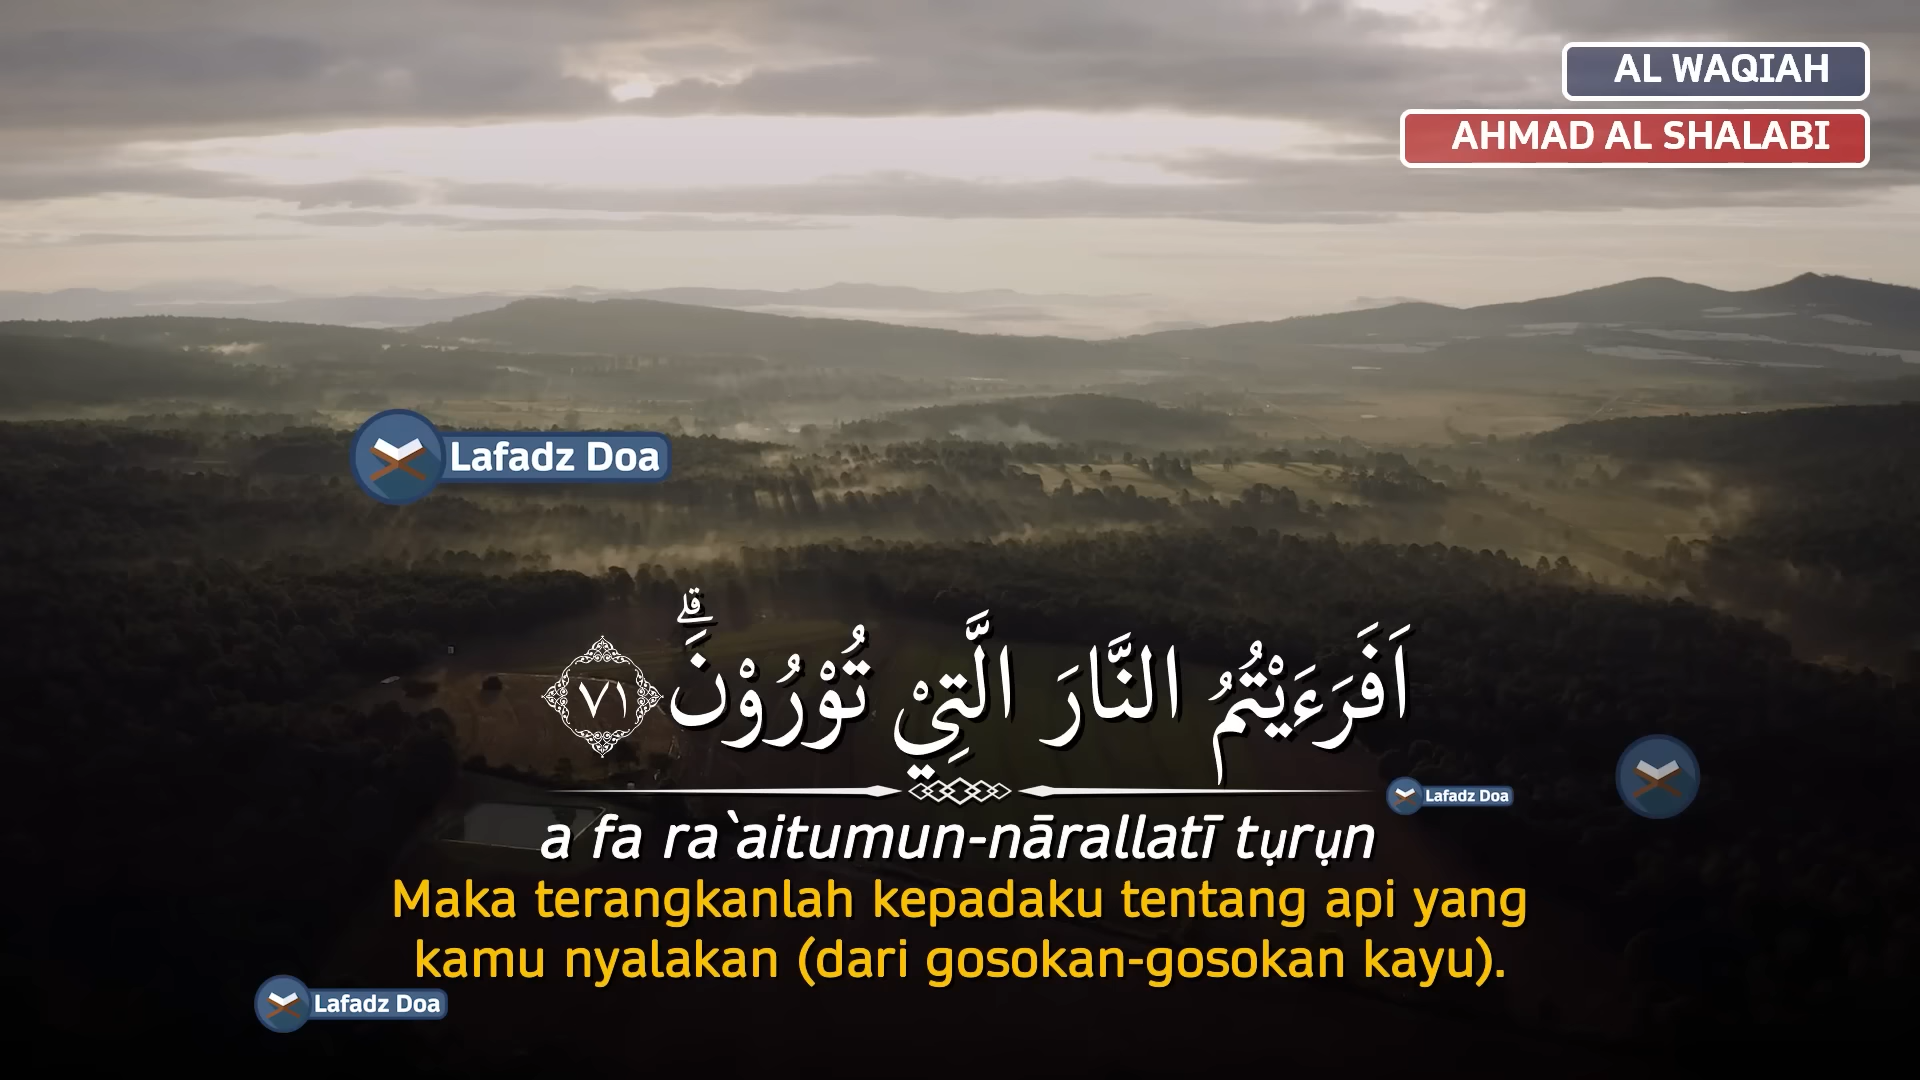 AL WAQIAH
AHMAD AL SHALABI
Lafadz Doa
اَفَرَءَيْتُمُ النَّارَ الَّتِيْ تُوْرُوْنَۗ ٧١
Lafadz Doa
a fa ra`aitumun-nārallatī tụrụn
Maka terangkanlah kepadaku tentang api yang
kamu nyalakan (dari gosokan-gosokan kayu).
Lafadz Doa